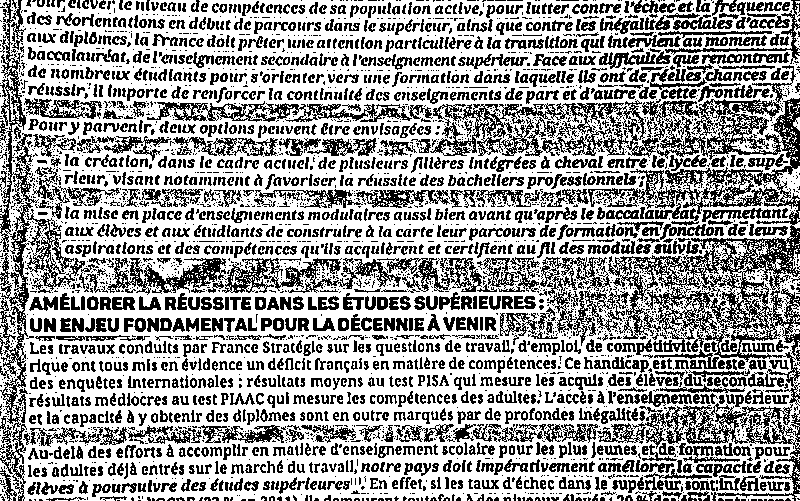 Pour élever le niveau de compétences de sa population active, pour lutter contre l'échec et la fréquence
des réorientations en début de parcours dans le supérieur, ainsi que contre les inégalités sociales d'accès
aux diplômes, la France doit prêter une attention particulière à la transition qui intervient au moment du
baccalauréat, de l'enseignement secondaire à l'enseignement supérieur. Face aux difficultés que rencontrent
de nombreux étudiants pour s'orienter vers une formation dans laquelle ils ont de réelles chances de
réussir, il importe de renforcer la continuité des enseignements de part et d'autre de cette frontière.
Pour y parvenir, deux options peuvent être envisagées :
– la création, dans le cadre actuel, de plusieurs filières intégrées à cheval entre le lycée et le supé-
rieur, visant notamment à favoriser la réussite des bacheliers professionnels ;
– la mise en place d'enseignements modulaires aussi bien avant qu'après le baccalauréat, permettant
aux élèves et aux étudiants de construire à la carte leur parcours de formation, en fonction de leurs
aspirations et des compétences qu'ils acquièrent et certifient au fil des modules suivis.
AMÉLIORER LA RÉUSSITE DANS LES ÉTUDES SUPÉRIEURES :
UN ENJEU FONDAMENTAL POUR LA DÉCENNIE À VENIR
Les travaux conduits par France Stratégie sur les questions de travail, d'emploi, de compétitivité et de numé-
rique ont tous mis en évidence un déficit français en matière de compétences. Ce handicap est manifeste au vu
des enquêtes internationales : résultats moyens au test PISA qui mesure les acquis des élèves du secondaire,
résultats médiocres au test PIAAC qui mesure les compétences des adultes. L'accès à l'enseignement supérieur
et la capacité à y obtenir des diplômes sont en outre marqués par de profondes inégalités.
Au-delà des efforts à accomplir en matière d'enseignement scolaire pour les plus jeunes et de formation pour
les adultes déjà entrés sur le marché du travail, notre pays doit impérativement améliorer la capacité des
élèves à poursuivre des études supérieures. En effet, si les taux d'échec dans le supérieur sont inférieurs